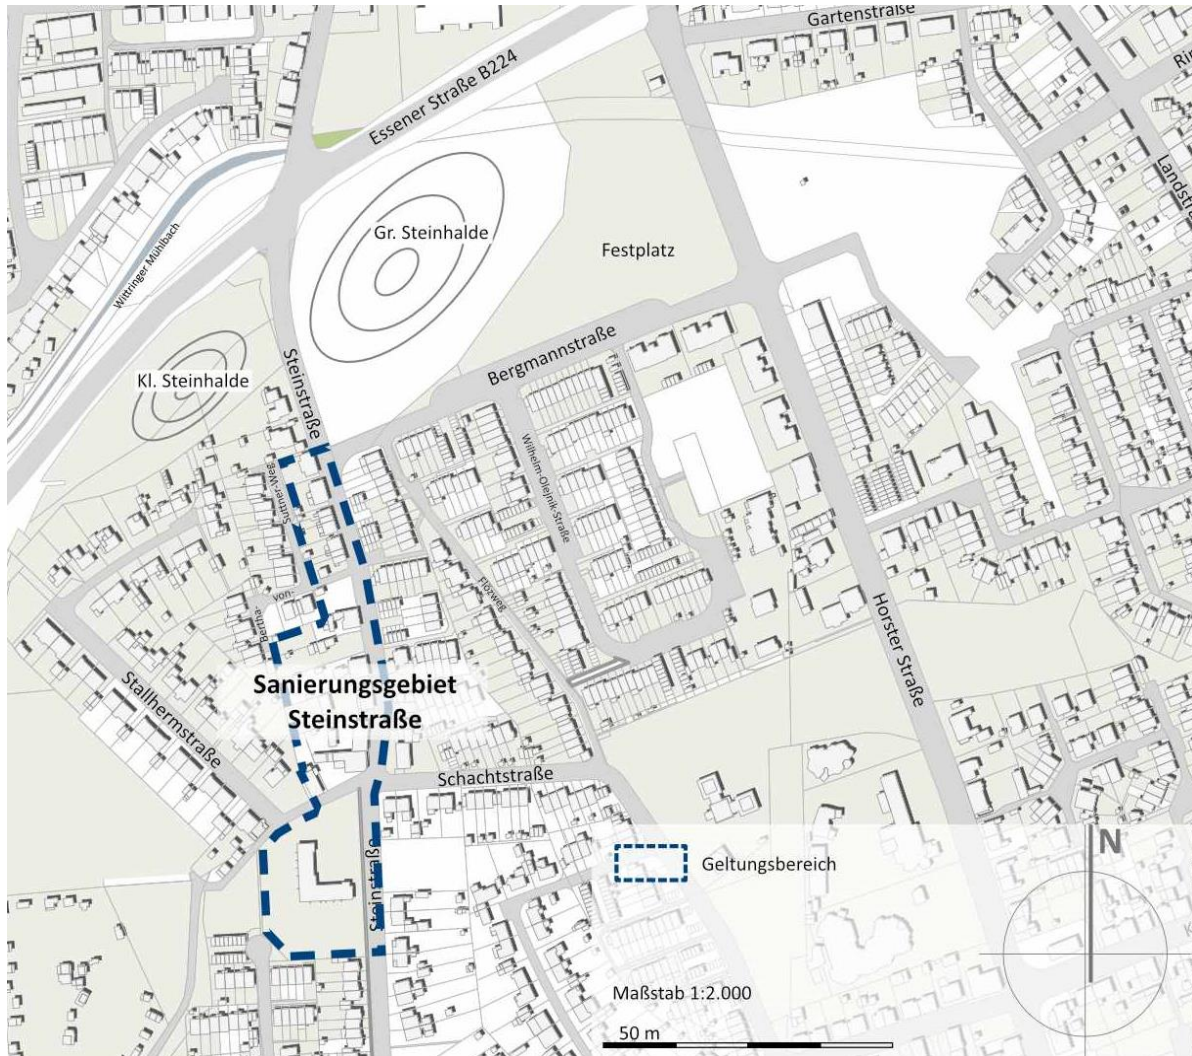 Gartenstraße
Essener Straße B224
Landstra
Gr. Steinhalde
Festplatz
Wittringer Mühlbach
Bergmannstraße
Steinstraße
Kl. Steinhalde
Wilhelm-Olejnik-Straße
Suttner-Weg
von-
Bertha-
Flözweg
Horster Straße
Stallhermstraße
Sanierungsgebiet
Steinstraße
Schachtstraße
Steinstraße
Geltungsbereich
N
Maßstab 1:2.000
50 m